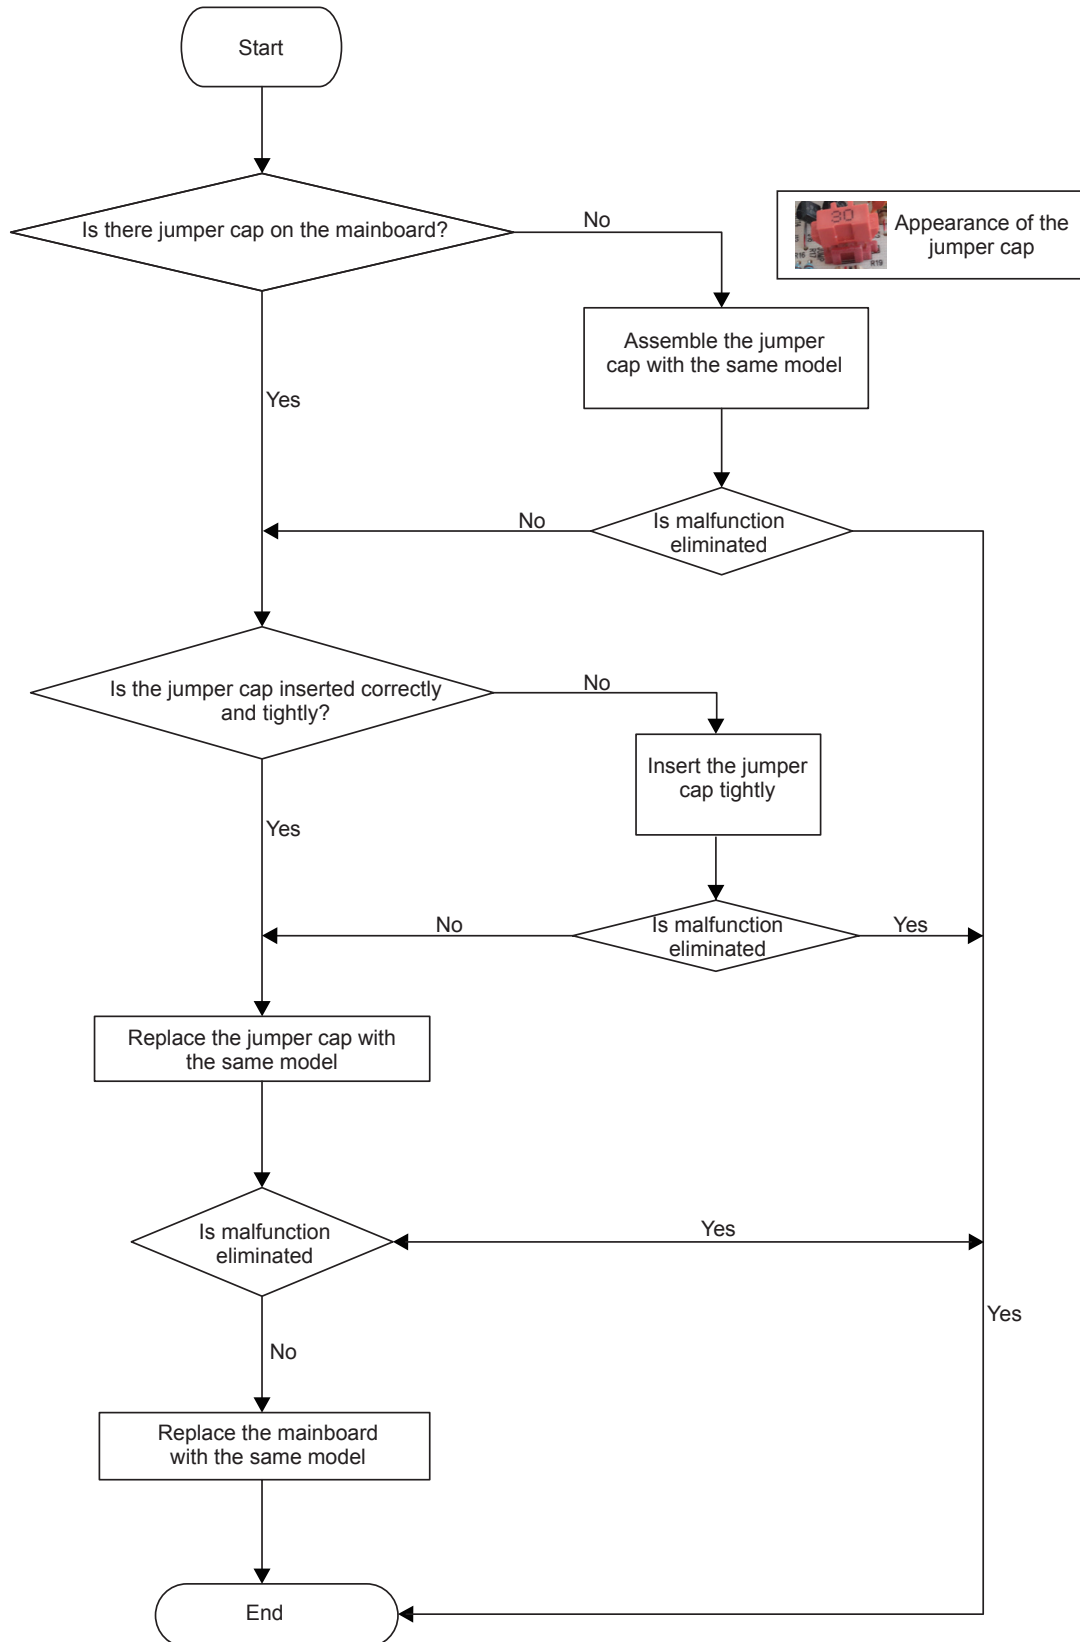 Start
Is there jumper cap on the mainboard?
No
Appearance of the
jumper cap
30
R19
Assemble the jumper
cap with the same model
Yes
No
Is malfunction
eliminated
Is the jumper cap inserted correctly
and tightly?
No
Insert the jumper
cap tightly
Yes
No
Is malfunction
eliminated
Yes
Replace the jumper cap with
the same model
Is malfunction
eliminated
Yes
Yes
No
Replace the mainboard
with the same model
End